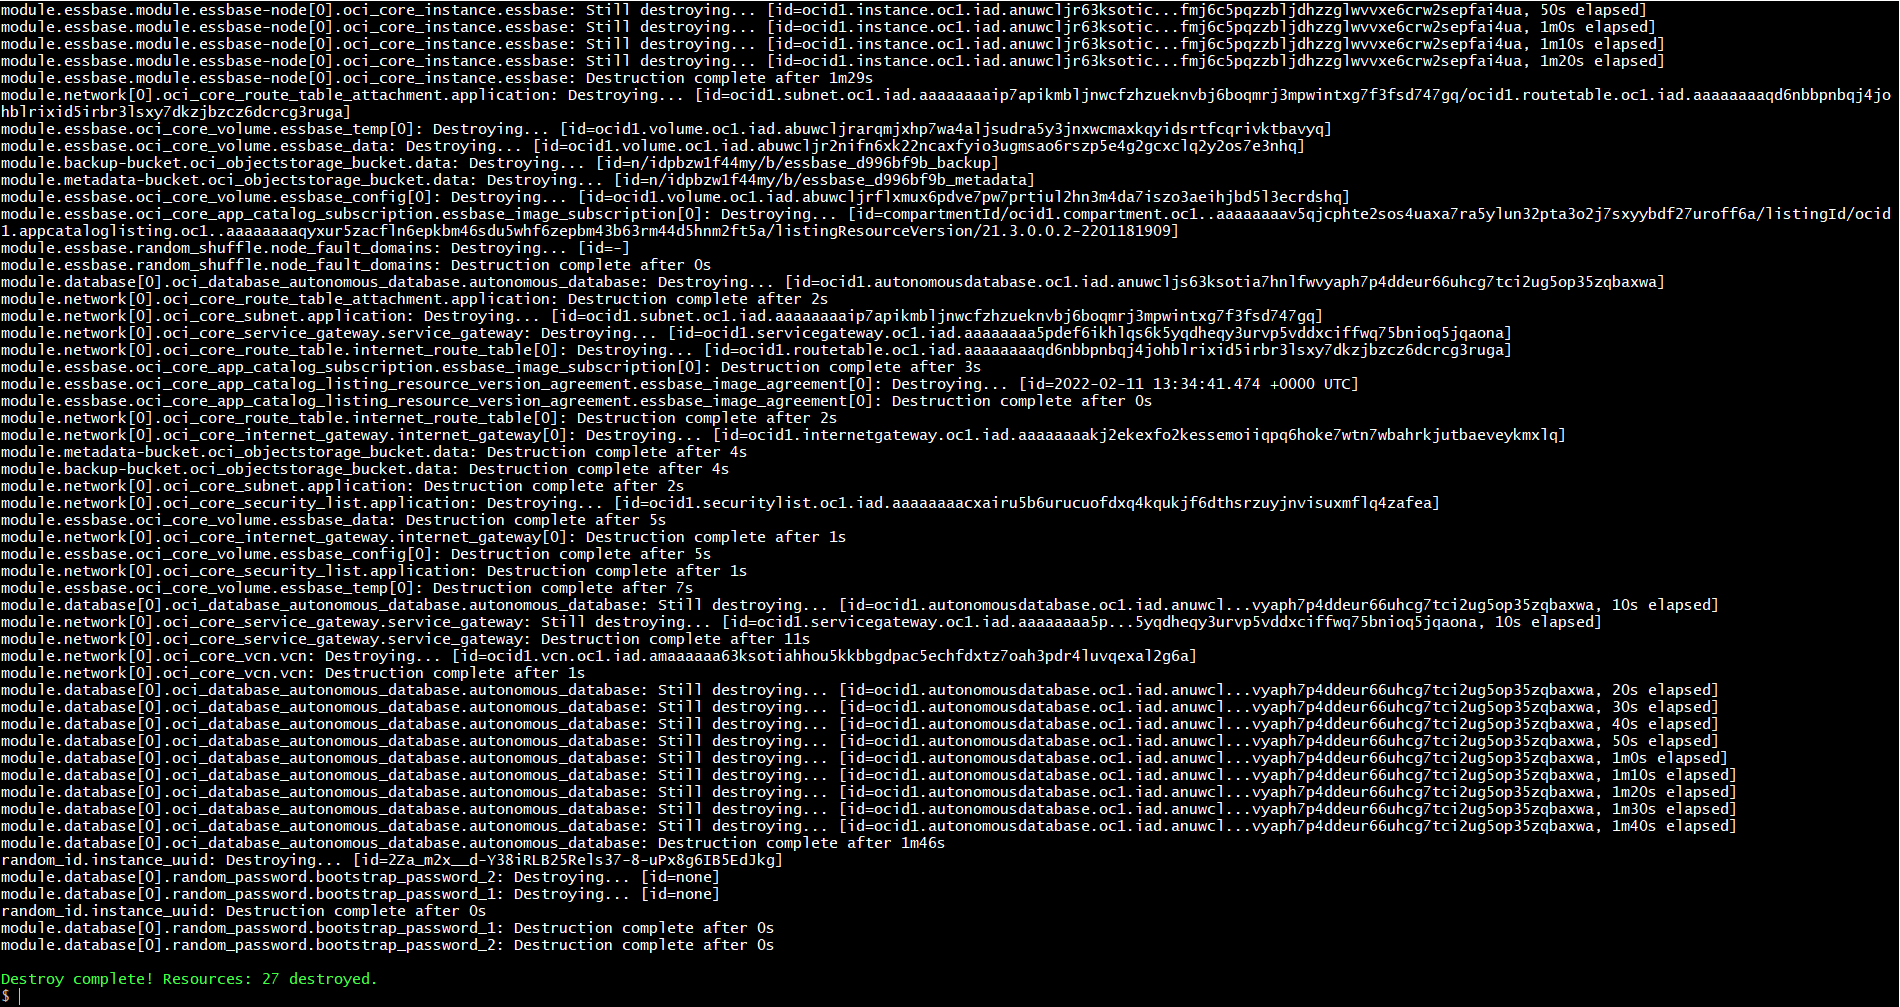 module.essbase.module.essbase-node[0].oci_core_instance.essbase: Still destroying... [id=ocid1.instance.oc1.iad.anuwcljr63ksotic...fmj6c5pqzzbljdhzzglwvvxe6crw2sepfai4ua, 50s elapsed]
module.essbase.module.essbase-node[0].oci_core_instance.essbase: Still destroying... [id=ocid1.instance.oc1.iad.anuwcljr63ksotic...fmj6c5pqzzbljdhzzglwvvxe6crw2sepfai4ua, 1m0s elapsed]
module.essbase.module.essbase-node[0].oci_core_instance.essbase: Still destroying... [id=ocid1.instance.oc1.iad.anuwcljr63ksotic...fmj6c5pqzzbljdhzzglwvvxe6crw2sepfai4ua, 1m10s elapsed]
module.essbase.module.essbase-node[0].oci_core_instance.essbase: Still destroying... [id=ocid1.instance.oc1.iad.anuwcljr63ksotic...fmj6c5pqzzbljdhzzglwvvxe6crw2sepfai4ua, 1m20s elapsed]
module.essbase.module.essbase-node[0].oci_core_instance.essbase: Destruction complete after 1m29s
module.network[0].oci_core_route_table_attachment.application: Destroying... [id=ocid1.subnet.oc1.iad.aaaaaaaaip7apikmbljnwcfzhzueknvbj6boqmrj3mpwintxg7f3fsd747gq/ocid1.routetable.oc1.iad.aaaaaaaaqd6nbbpnbqj4jo
hblrixid5irbr3lsxy7dkzjbzcz6dcrcg3ruga]
module.essbase.oci_core_volume.essbase_temp[0]: Destroying... [id=ocid1.volume.oc1.iad.abuwcljrarqmjxhp7wa4aljsudra5y3jnxwcmaxkqyidsrtfcqrivktbavyq]
module.essbase.oci_core_volume.essbase_data: Destroying... [id=ocid1.volume.oc1.iad.abuwcljr2nifn6xk22ncaxfyio3ugmsao6rszp5e4g2gcxclq2y2os7e3nhq]
module.backup-bucket.oci_objectstorage_bucket.data: Destroying... [id=n/idpbzw1f44my/b/essbase_d996bf9b_backup]
module.metadata-bucket.oci_objectstorage_bucket.data: Destroying... [id=n/idpbzw1f44my/b/essbase_d996bf9b_metadata]
module.essbase.oci_core_volume.essbase_config[0]: Destroying... [id=ocid1.volume.oc1.iad.abuwcljrflxmux6pdve7pw7prtiul2hn3m4da7iszo3aeihjbd5l3ecrdshq]
module.essbase.oci_core_app_catalog_subscription.essbase_image_subscription[0]: Destroying... [id=compartmentId/ocid1.compartment.oc1..aaaaaaaav5qjcphte2sos4uaxa7ra5ylun32pta3o2j7sxyybdf27uroff6a/listingId/ocid
1.appcataloglisting.oc1..aaaaaaaaqyxur5zacfln6epkbm46sdu5whf6zepbm43b63rm44d5hnm2ft5a/listingResourceVersion/21.3.0.0.2-2201181909]
module.essbase.random_shuffle.node_fault_domains: Destroying... [id=-]
module.essbase.random_shuffle.node_fault_domains: Destruction complete after 0s
module.database[0].oci_database_autonomous_database.autonomous_database: Destroying... [id=ocid1.autonomousdatabase.oc1.iad.anuwcljs63ksotia7hnlfwvyaph7p4ddeur66uhcg7tci2ug5op35zqbaxwa]
module.network[0].oci_core_route_table_attachment.application: Destruction complete after 2s
module.network[0].oci_core_subnet.application: Destroying... [id=ocid1.subnet.oc1.iad.aaaaaaaaip7apikmbljnwcfzhzueknvbj6boqmrj3mpwintxg7f3fsd747gq]
module.network[0].oci_core_service_gateway.service_gateway: Destroying... [id=ocid1.servicegateway.oc1.iad.aaaaaaaa5pdef6ikhlqs6k5yqdheqy3urvp5vddxciffwq75bnioq5jqaona]
module.network[0].oci_core_route_table.internet_route_table[0]: Destroying... [id=ocid1.routetable.oc1.iad.aaaaaaaaqd6nbbpnbqj4johblrixid5irbr3lsxy7dkzjbzcz6dcrcg3ruga]
module.essbase.oci_core_app_catalog_subscription.essbase_image_subscription[0]: Destruction complete after 3s
module.essbase.oci_core_app_catalog_listing_resource_version_agreement.essbase_image_agreement[0]: Destroying... [id=2022-02-11 13:34:41.474 +0000 UTC]
module.essbase.oci_core_app_catalog_listing_resource_version_agreement.essbase_image_agreement[0]: Destruction complete after 0s
module.network[0].oci_core_route_table.internet_route_table[0]: Destruction complete after 2s
module.network[0].oci_core_internet_gateway.internet_gateway[0]: Destroying... [id=ocid1.internetgateway.oc1.iad.aaaaaaaakj2ekexfo2kessemoiiqpq6hoke7wtn7wbahrkjutbaeveykmxlq]
module.metadata-bucket.oci_objectstorage_bucket.data: Destruction complete after 4s
module.backup-bucket.oci_objectstorage_bucket.data: Destruction complete after 4s
module.network[0].oci_core_subnet.application: Destruction complete after 2s
module.network[0].oci_core_security_list.application: Destroying... [id=ocid1.securitylist.oc1.iad.aaaaaaaacxairu5b6urucuofdxq4kqukjf6dthsrzuyjnvisuxmflq4zafea]
module.essbase.oci_core_volume.essbase_data: Destruction complete after 5s
module.network[0].oci_core_internet_gateway.internet_gateway[0]: Destruction complete after 1s
module.essbase.oci_core_volume.essbase_config[0]: Destruction complete after 5s
module.network[0].oci_core_security_list.application: Destruction complete after 1s
module.essbase.oci_core_volume.essbase_temp[0]: Destruction complete after 7s
module.database[0].oci_database_autonomous_database.autonomous_database: Still destroying... [id=ocid1.autonomousdatabase.oc1.iad.anuwcl...vyaph7p4ddeur66uhcg7tci2ug5op35zqbaxwa, 10s elapsed]
module.network[0].oci_core_service_gateway.service_gateway: Still destroying... [id=ocid1.servicegateway.oc1.iad.aaaaaaaa5p...5yqdheqy3urvp5vddxciffwq75bnioq5jqaona, 10s elapsed]
module.network[0].oci_core_service_gateway.service_gateway: Destruction complete after 11s
module.network[0].oci_core_vcn.vcn: Destroying... [id=ocid1.vcn.oc1.iad.amaaaaaa63ksotiahhou5kkbbgdpac5echfdxtz7oah3pdr4luvqexal2g6a]
module.network[0].oci_core_vcn.vcn: Destruction complete after 1s
module.database[0].oci_database_autonomous_database.autonomous_database: Still destroying... [id=ocid1.autonomousdatabase.oc1.iad.anuwcl...vyaph7p4ddeur66uhcg7tci2ug5op35zqbaxwa, 20s elapsed]
module.database[0].oci_database_autonomous_database.autonomous_database: Still destroying... [id=ocid1.autonomousdatabase.oc1.iad.anuwcl...vyaph7p4ddeur66uhcg7tci2ug5op35zqbaxwa, 30s elapsed]
module.database[0].oci_database_autonomous_database.autonomous_database: Still destroying... [id=ocid1.autonomousdatabase.oc1.iad.anuwcl...vyaph7p4ddeur66uhcg7tci2ug5op35zqbaxwa, 40s elapsed]
module.database[0].oci_database_autonomous_database.autonomous_database: Still destroying... [id=ocid1.autonomousdatabase.oc1.iad.anuwcl...vyaph7p4ddeur66uhcg7tci2ug5op35zqbaxwa, 50s elapsed]
module.database[0].oci_database_autonomous_database.autonomous_database: Still destroying... [id=ocid1.autonomousdatabase.oc1.iad.anuwcl...vyaph7p4ddeur66uhcg7tci2ug5op35zqbaxwa, 1m0s elapsed]
module.database[0].oci_database_autonomous_database.autonomous_database: Still destroying... [id=ocid1.autonomousdatabase.oc1.iad.anuwcl...vyaph7p4ddeur66uhcg7tci2ug5op35zqbaxwa, 1m10s elapsed]
module.database[0].oci_database_autonomous_database.autonomous_database: Still destroying... [id=ocid1.autonomousdatabase.oc1.iad.anuwcl...vyaph7p4ddeur66uhcg7tci2ug5op35zqbaxwa, 1m20s elapsed]
module.database[0].oci_database_autonomous_database.autonomous_database: Still destroying... [id=ocid1.autonomousdatabase.oc1.iad.anuwcl...vyaph7p4ddeur66uhcg7tci2ug5op35zqbaxwa, 1m30s elapsed]
module.database[0].oci_database_autonomous_database.autonomous_database: Still destroying... [id=ocid1.autonomousdatabase.oc1.iad.anuwcl...vyaph7p4ddeur66uhcg7tci2ug5op35zqbaxwa, 1m40s elapsed]
module.database[0].oci_database_autonomous_database.autonomous_database: Destruction complete after 1m46s
random_id.instance_uuid: Destroying... [id=2Za_m2x__d-Y38iRLB25Rels37-8-uPx8g6IB5EdJkg]
module.database[0].random_password.bootstrap_password_2: Destroying... [id=none]
module.database[0].random_password.bootstrap_password_1: Destroying... [id=none]
random_id.instance_uuid: Destruction complete after 0s
module.database[0].random_password.bootstrap_password_1: Destruction complete after 0s
module.database[0].random_password.bootstrap_password_2: Destruction complete after 0s
Destroy complete! Resources: 27 destroyed.
$